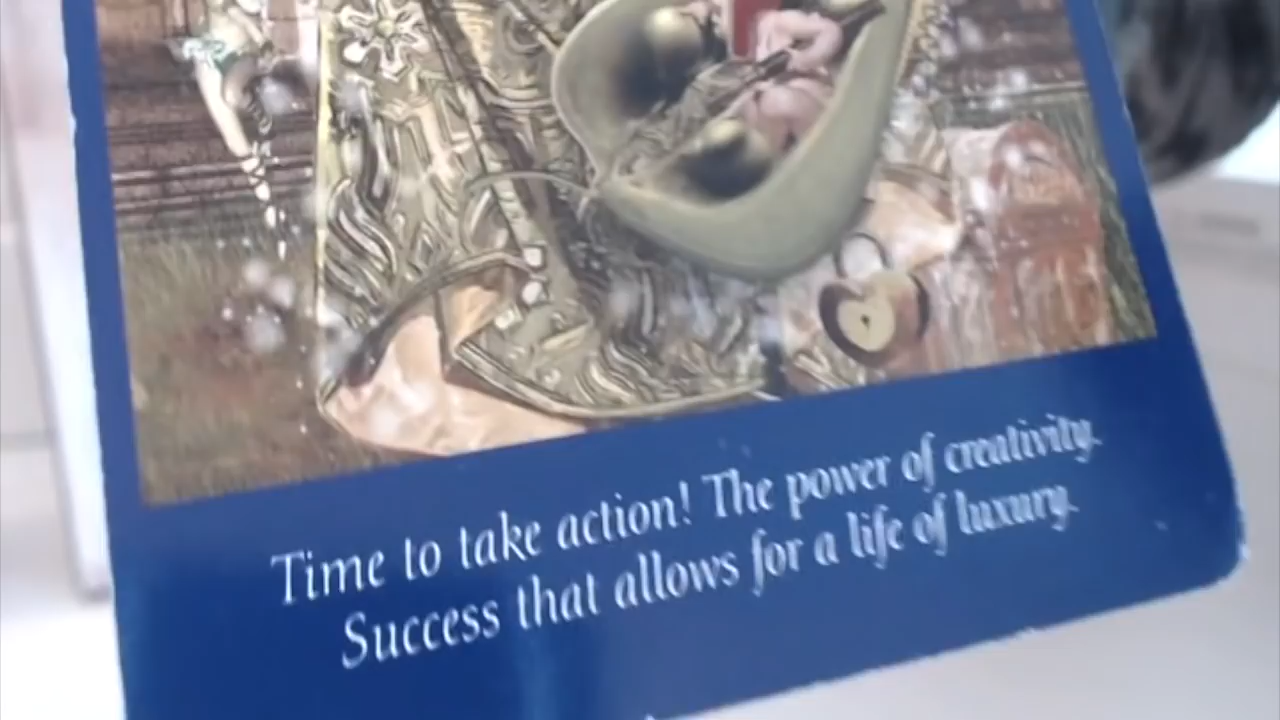 Time to take action! The power of creativity.
Success that allows for a life of luxury.